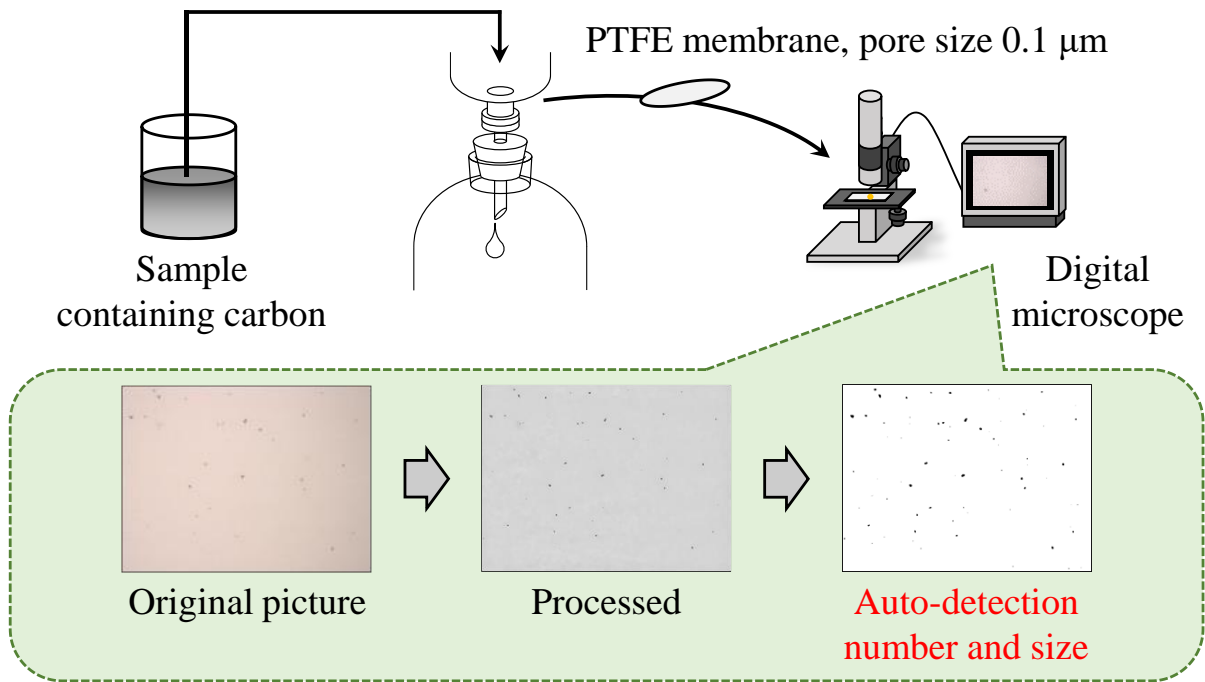 PTFE membrane, pore size 0.1 μm
Sample
containing carbon
Digital
microscope
Original picture
Processed
Auto-detection
number and size